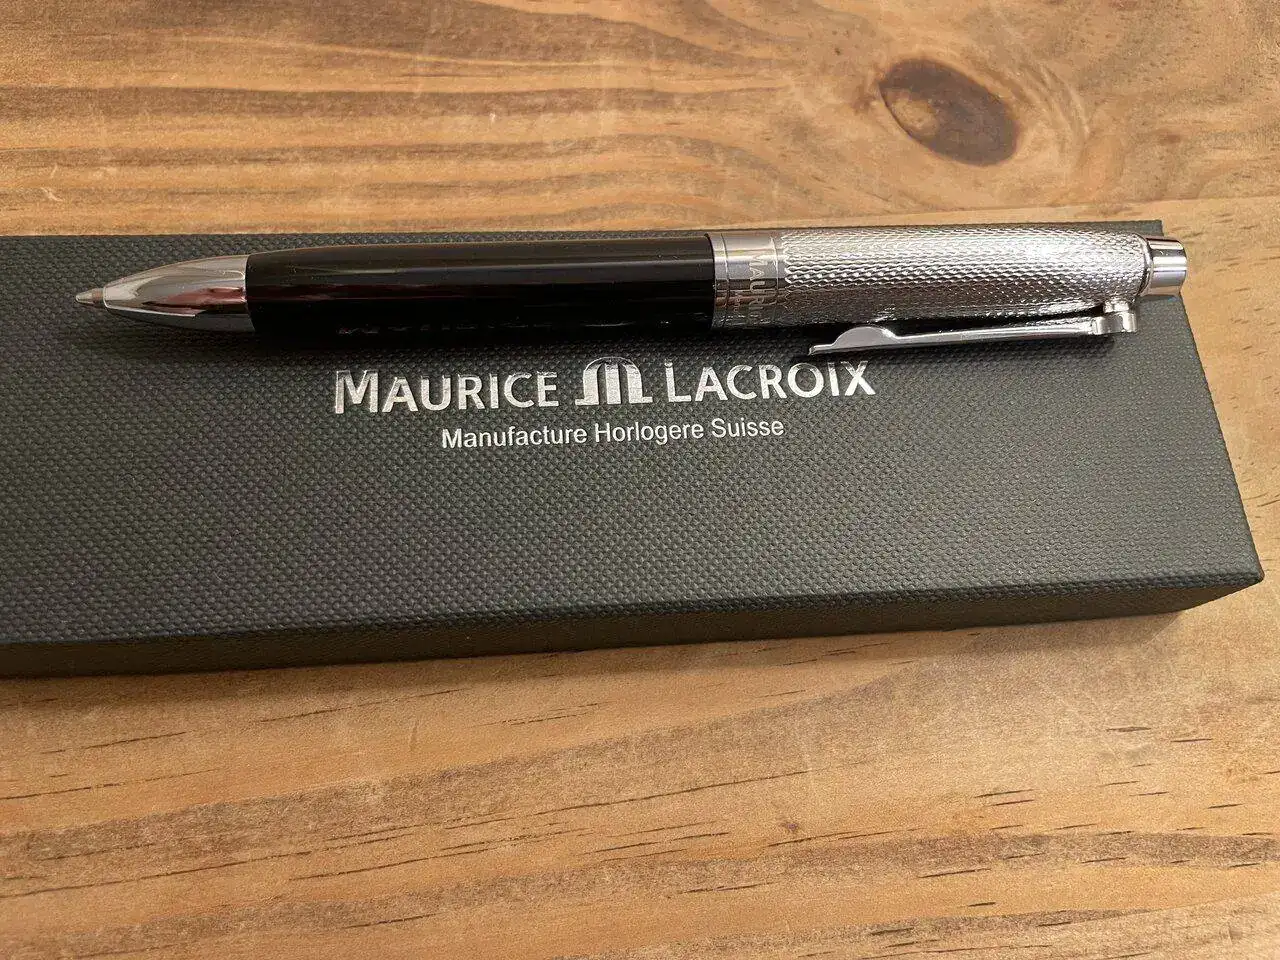 MAURICE LACROIX
Manufacture Horlogere Suisse